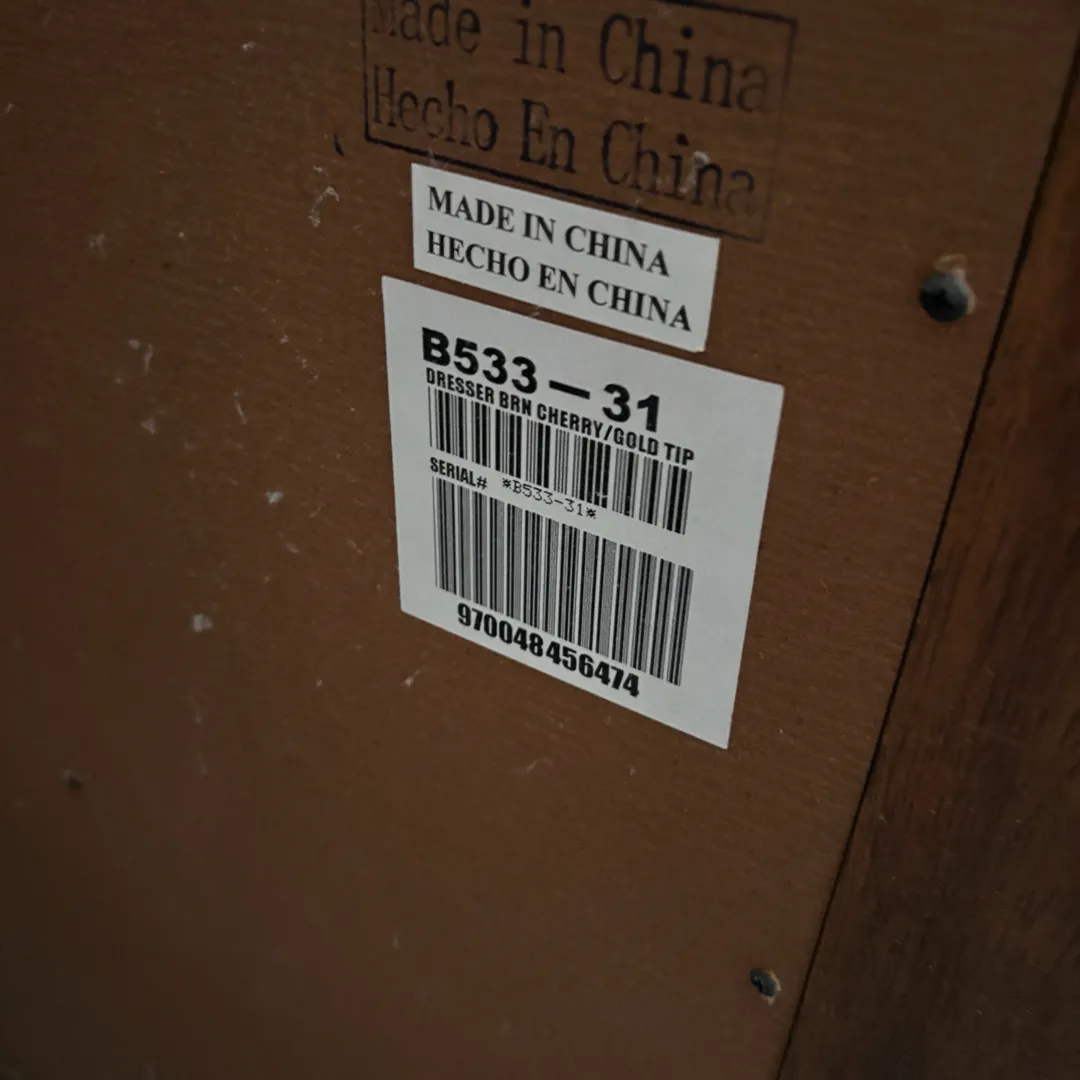 Made in China
Hecho En China
MADE IN CHINA
HECHO EN CHINA
B533-31
DRESSER BRN CHERRY/GOLD TIP
*B533-31*
SERIAL#
970048456474